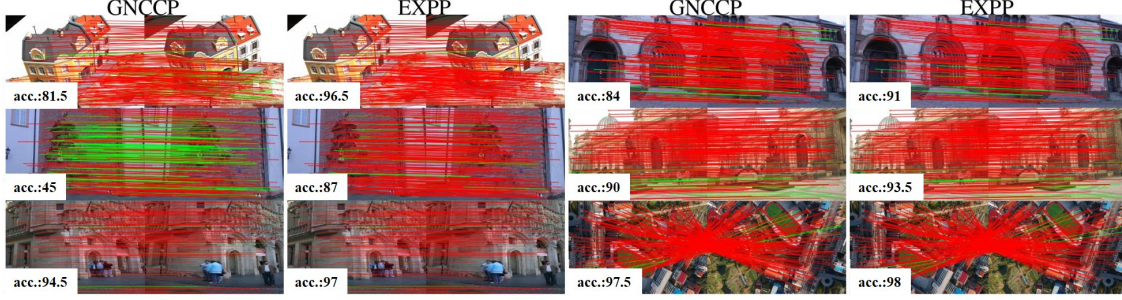 GNCCP EXPP GNCCP EXPP
acc.:81.5 acc.:96.5 acc.:84 acc.:91
acc.:45 acc.:87 acc.:90 acc.:93.5
acc.:94.5 acc.:97 acc.:97.5 acc.:98